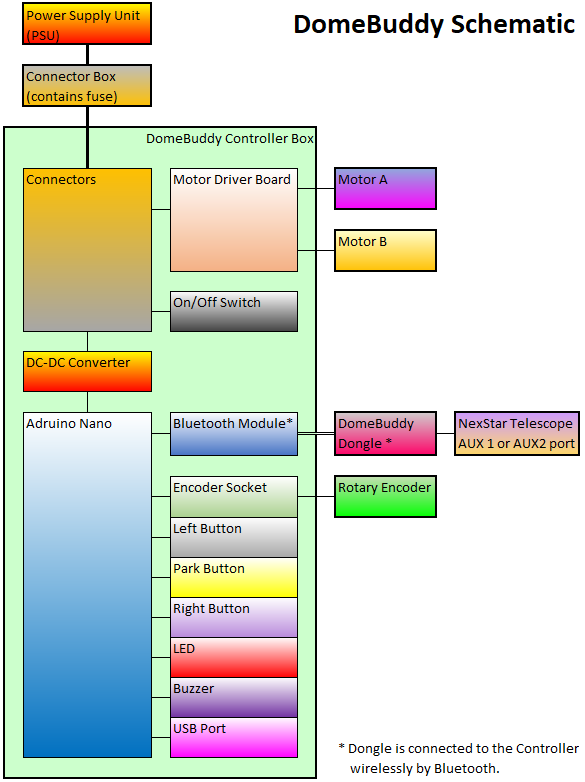 DomeBuddy Schematic
Power Supply Unit
(PSU)
Connector Box
(contains fuse)
DomeBuddy Controller Box
Connectors
Motor Driver Board
Motor A
Motor B
On/Off Switch
DC-DC Converter
Adruino Nano
Bluetooth Module*
DomeBuddy
Dongle *
NexStar Telescope
AUX 1 or AUX2 port
Encoder Socket
Rotary Encoder
Left Button
Park Button
Right Button
LED
Buzzer
USB Port
* Dongle is connected to the Controller
wirelessly by Bluetooth.